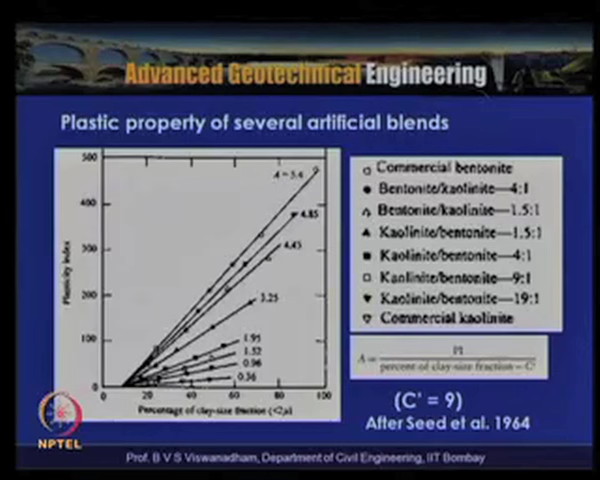 Advanced Geotechnical Engineering
Plastic property of several artificial blends
500
400
300
200
100
0
Plasticity index
A = 5.4
4.85
4.45
3.25
1.95
1.52
0.96
0.36
0 20 40 60 80 100
Percentage of clay-size fraction (<2μ)
Commercial bentonite
Bentonite/kaolinite—4:1
Bentonite/kaolinite—1.5:1
Kaolinite/bentonite—1.5:1
Kaolinite/bentonite—4:1
Kaolinite/bentonite—9:1
Kaolinite/bentonite—19:1
Commercial kaolinite
A = PI
percent of clay-size fraction – C'
(C' = 9)
After Seed et al. 1964
NPTEL
Prof. B V S Viswanadham, Department of Civil Engineering, IIT Bombay